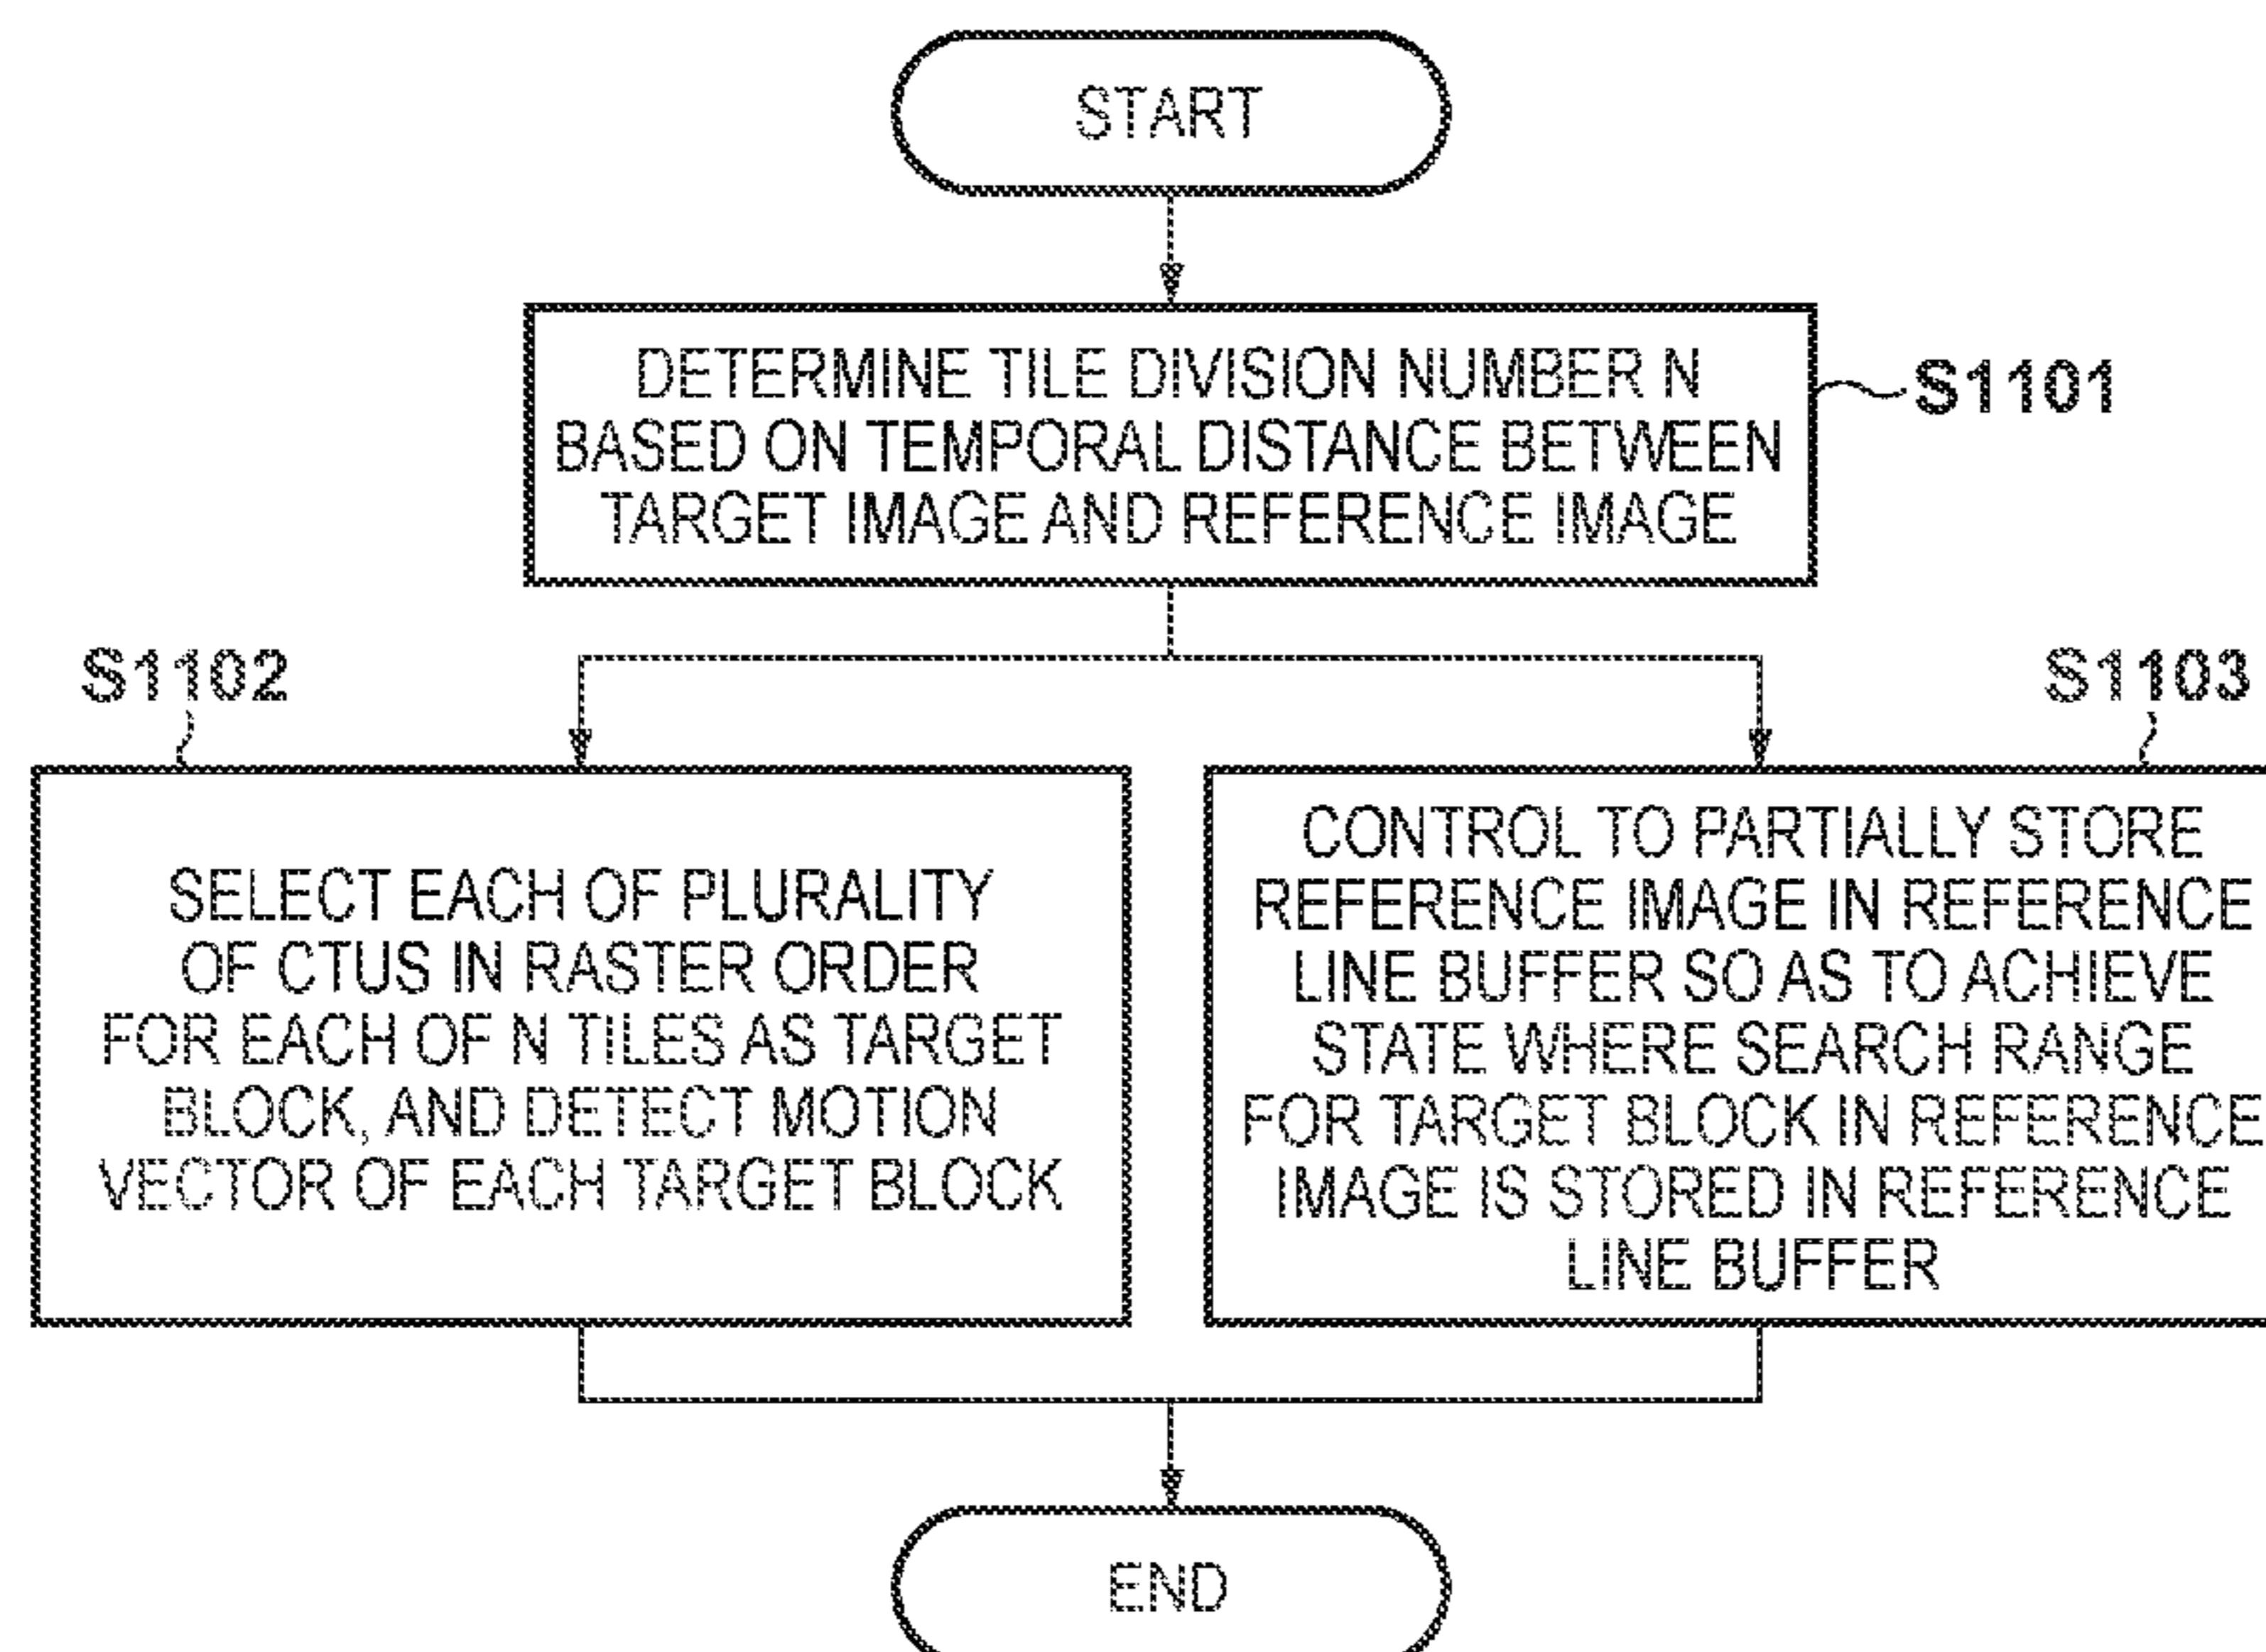 START
DETERMINE TILE DIVISION NUMBER N
BASED ON TEMPORAL DISTANCE BETWEEN
TARGET IMAGE AND REFERENCE IMAGE
S1101
S1102
SELECT EACH OF PLURALITY
OF CTUS IN RASTER ORDER
FOR EACH OF N TILES AS TARGET
BLOCK, AND DETECT MOTION
VECTOR OF EACH TARGET BLOCK
S1103
CONTROL TO PARTIALLY STORE
REFERENCE IMAGE IN REFERENCE
LINE BUFFER SO AS TO ACHIEVE
STATE WHERE SEARCH RANGE
FOR TARGET BLOCK IN REFERENCE
IMAGE IS STORED IN REFERENCE
LINE BUFFER
END